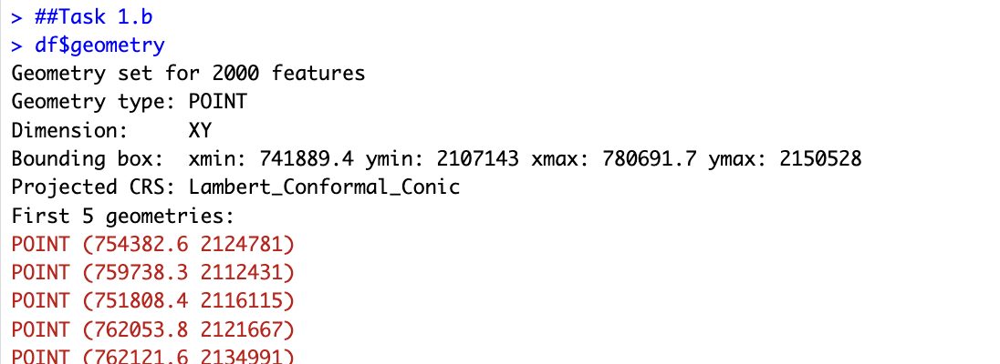 > ##Task 1.b
> df$geometry
Geometry set for 2000 features
Geometry type: POINT
Dimension:     XY
Bounding box:  xmin: 741889.4 ymin: 2107143 xmax: 780691.7 ymax: 2150528
Projected CRS: Lambert_Conformal_Conic
First 5 geometries:
POINT (754382.6 2124781)
POINT (759738.3 2112431)
POINT (751808.4 2116115)
POINT (762053.8 2121667)
POINT (762121.6 2134991)